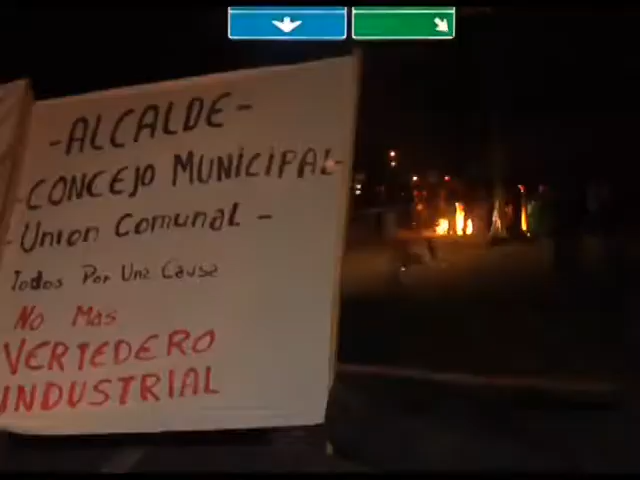 -ALCALDE-
-CONCEJO MUNICIPAL-
-Union Comunal-
Todos Por Una Causa
No Mas
VERTEDERO
INDUSTRIAL